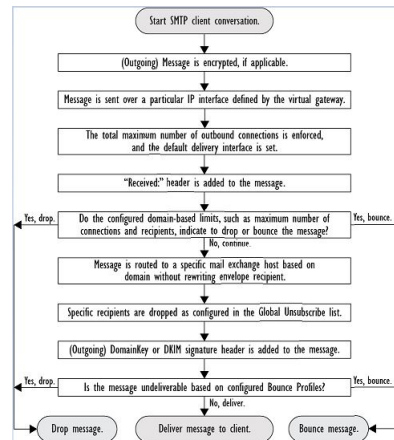 Start SMTP client conversation.
(Outgoing) Message is encrypted, if applicable.
Message is sent over a particular IP interface defined by the virtual gateway.
The total maximum number of outbound connections is enforced,
and the default delivery interface is set.
“Received:” header is added to the message.
Yes, drop.
Do the configured domain-based limits, such as maximum number of
connections and recipients, indicate to drop or bounce the message?
Yes, bounce.
No, continue.
Message is routed to a specific mail exchange host based on
domain without rewriting envelope recipient.
Specific recipients are dropped as configured in the Global Unsubscribe list.
(Outgoing) DomainKey or DKIM signature header is added to the message.
Yes, drop.
Is the message undeliverable based on configured Bounce Profiles?
Yes, bounce.
No, deliver.
Drop message.
Deliver message to client.
Bounce message.